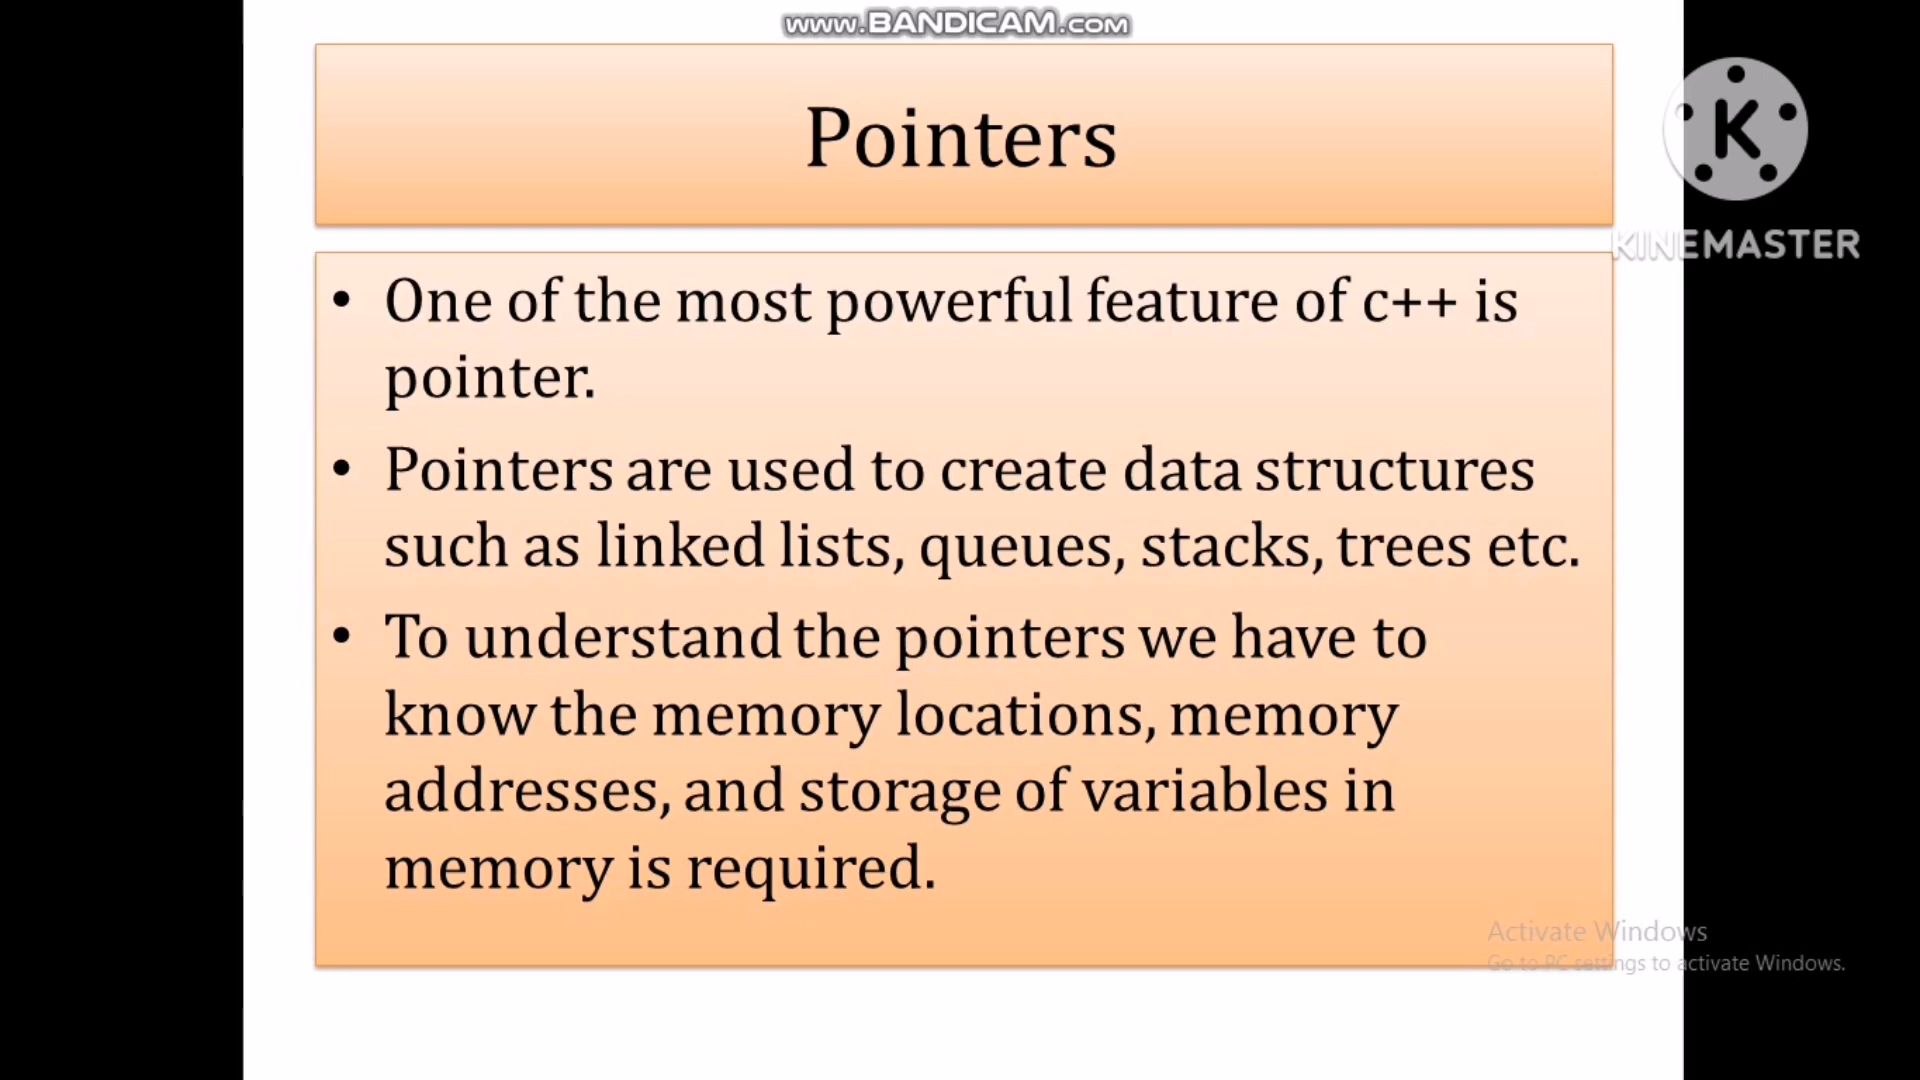 www.BANDICAM.com
Pointers
K
KINEMASTER
• One of the most powerful feature of c++ is
pointer.
• Pointers are used to create data structures
such as linked lists, queues, stacks, trees etc.
• To understand the pointers we have to
know the memory locations, memory
addresses, and storage of variables in
memory is required.
Activate Windows
Go to PC settings to activate Windows.